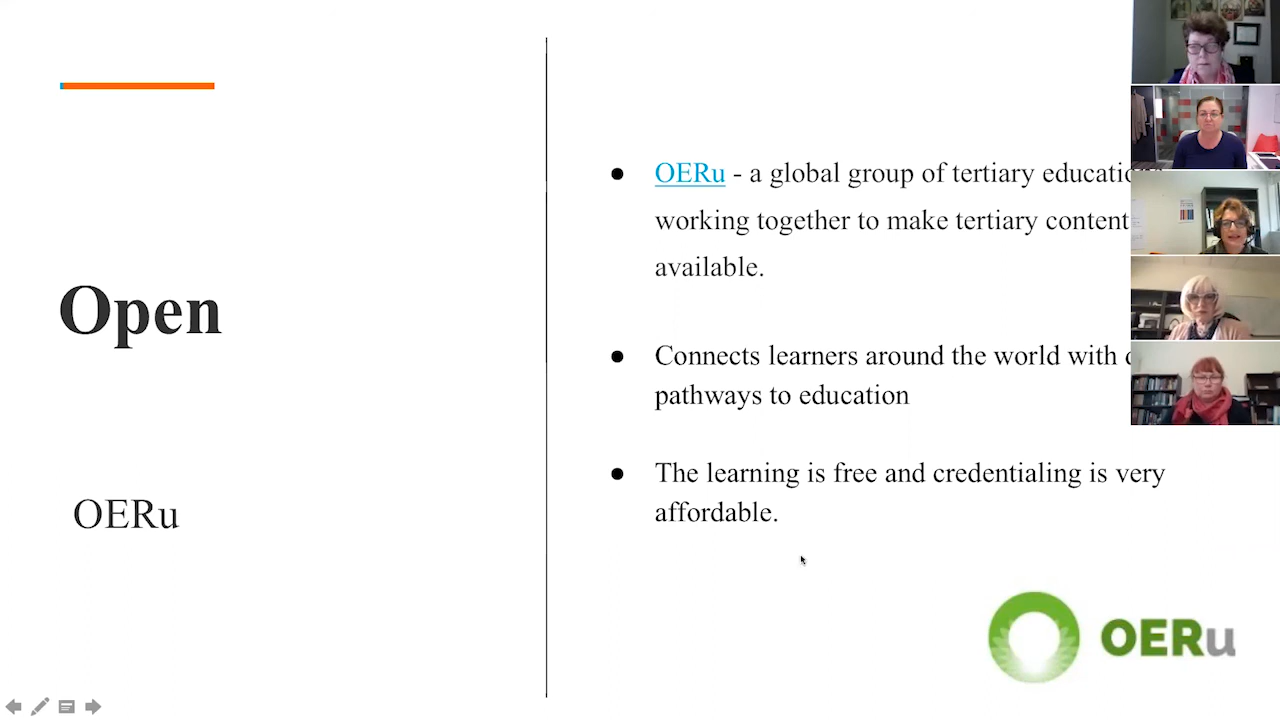 Open
OERu
● OERu - a global group of tertiary
working together to make tertiary content
available.
● Connects learners around the world with
pathways to education
● The learning is free and credentialing is very
affordable.
OERu